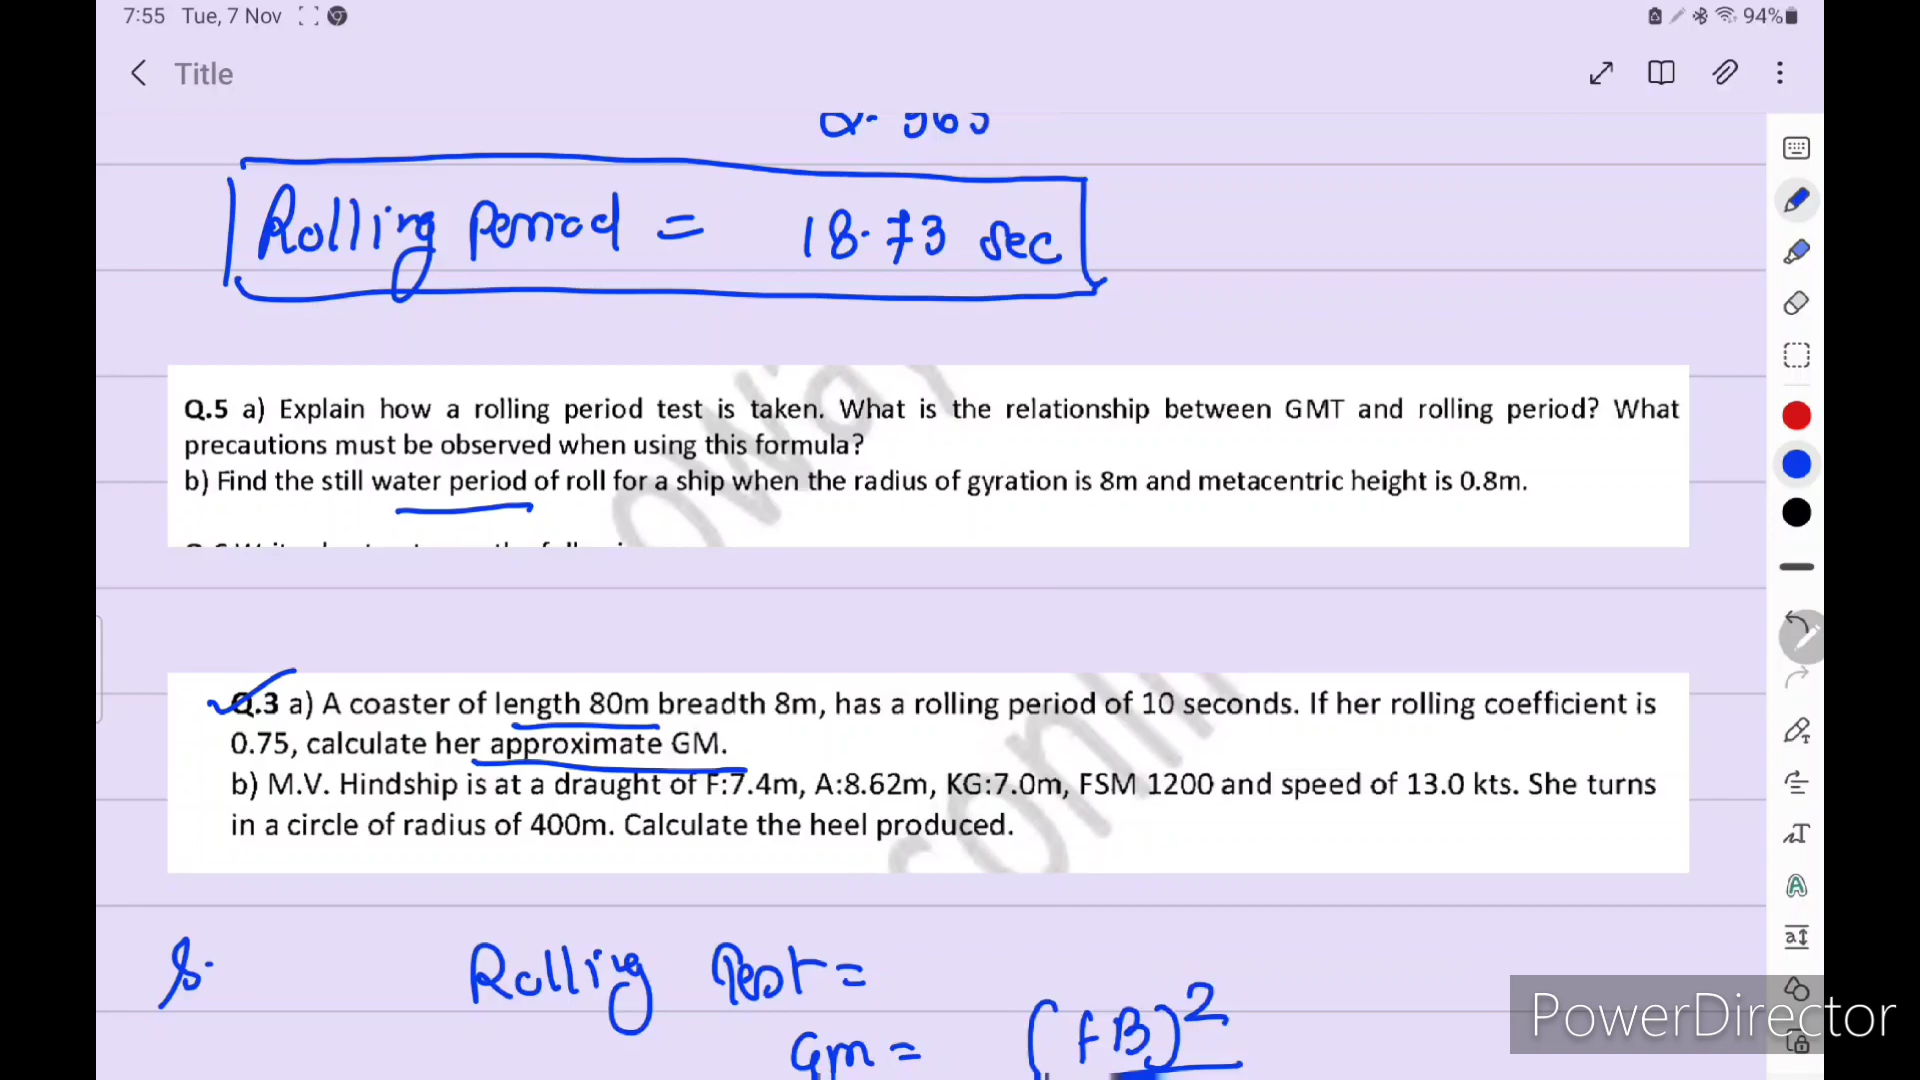 7:55 Tue, 7 Nov 94%
Title
Rolling Period = 18.73 sec
Q.5 a) Explain how a rolling period test is taken. What is the relationship between GMT and rolling period? What
precautions must be observed when using this formula?
b) Find the still water period of roll for a ship when the radius of gyration is 8m and metacentric height is 0.8m.
Q.3 a) A coaster of length 80m breadth 8m, has a rolling period of 10 seconds. If her rolling coefficient is
0.75, calculate her approximate GM.
b) M.V. Hindship is at a draught of F:7.4m, A:8.62m, KG:7.0m, FSM 1200 and speed of 13.0 kts. She turns
in a circle of radius of 400m. Calculate the heel produced.
Rolling Test =
Gm = (fB)²
PowerDirector